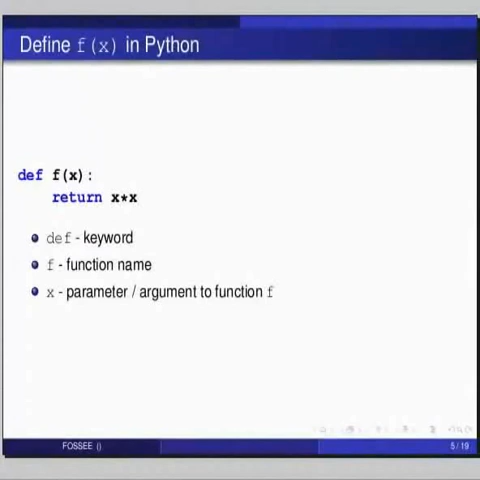 Define f(x) in Python
def f(x):
return x*x
def - keyword
f - function name
x - parameter / argument to function f
FOSSEE ()
5 / 19